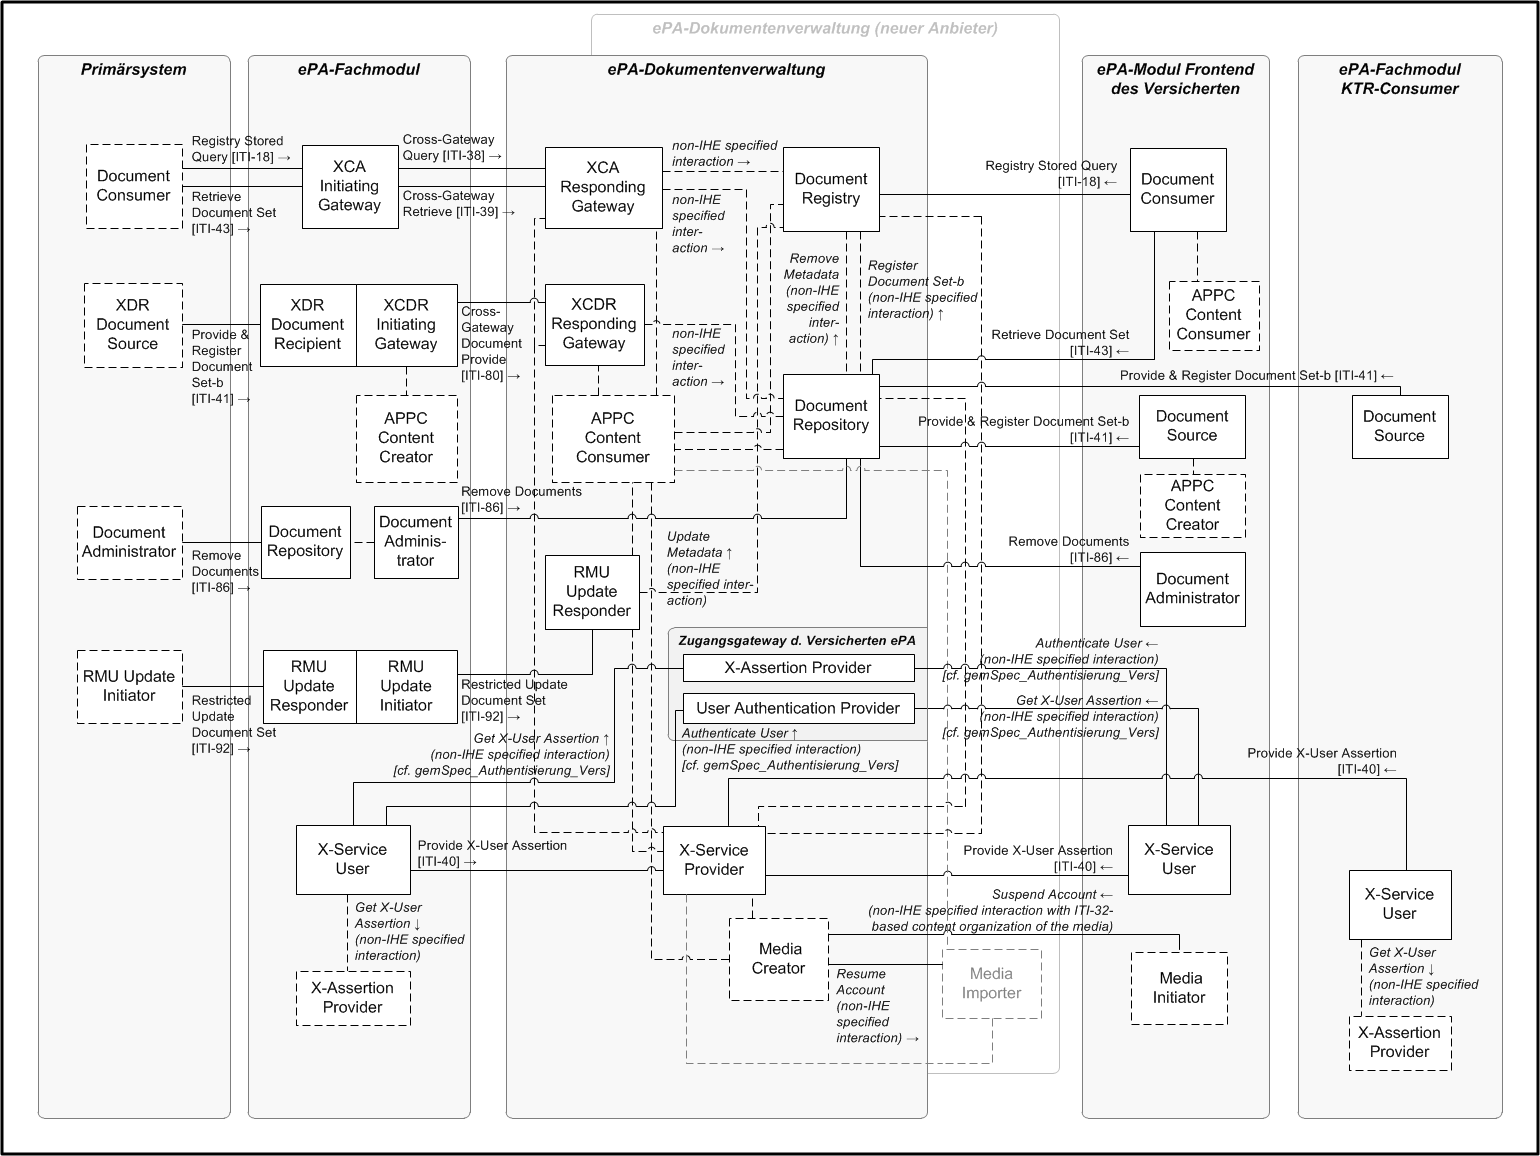 ePA-Dokumentenverwaltung (neuer Anbieter)
Primärsystem
ePA-Fachmodul
ePA-Dokumentenverwaltung
ePA-Modul Frontend
des Versicherten
ePA-Fachmodul
KTR-Consumer
Document
Consumer
Registry Stored
Query [ITI-18] →
Retrieve
Document Set
[ITI-43] →
XCA
Initiating
Gateway
Cross-Gateway
Query [ITI-38] →
Cross-Gateway
Retrieve [ITI-39] →
XCA
Responding
Gateway
non-IHE specified
interaction →
non-IHE
specified
inter-
action →
Document
Registry
Registry Stored Query
[ITI-18] ←
Document
Consumer
Remove
Metadata
(non-IHE
specified
inter-
action) ↑
Register
Document Set-b
(non-IHE specified
interaction) ↑
APPC
Content
Consumer
XDR
Document
Source
Provide &
Register
Document
Set-b
[ITI-41] →
XDR
Document
Recipient
XCDR
Initiating
Gateway
Cross-
Gateway
Document
Provide
[ITI-80] →
XCDR
Responding
Gateway
non-IHE
specified
inter-
action →
Retrieve Document Set
[ITI-43] ←
Provide & Register Document Set-b [ITI-41] ←
APPC
Content
Creator
APPC
Content
Consumer
Document
Repository
Provide & Register Document Set-b
[ITI-41] ←
Document
Source
Document
Source
APPC
Content
Creator
Document
Administrator
Remove
Documents
[ITI-86] →
Document
Repository
Document
Adminis-
trator
Remove Documents
[ITI-86] →
Update
Metadata ↑
(non-IHE
specified inter-
action)
Remove Documents
[ITI-86] ←
Document
Administrator
RMU
Update
Responder
RMU Update
Initiator
Restricted
Update
Document Set
[ITI-92] →
RMU
Update
Responder
RMU
Update
Initiator
Restricted Update
Document Set
[ITI-92] →
Zugangsgateway d. Versicherten ePA
X-Assertion Provider
User Authentication Provider
Authenticate User ←
(non-IHE specified interaction)
[cf. gemSpec_Authentisierung_Vers]
Get X-User Assertion ←
(non-IHE specified interaction)
[cf. gemSpec_Authentisierung_Vers]
Get X-User Assertion ↑
(non-IHE specified interaction)
[cf. gemSpec_Authentisierung_Vers]
Authenticate User ↑
(non-IHE specified interaction)
[cf. gemSpec_Authentisierung_Vers]
Provide X-User Assertion
[ITI-40] ←
X-Service
User
Provide X-User Assertion
[ITI-40] →
X-Service
Provider
Provide X-User Assertion
[ITI-40] ←
X-Service
User
X-Service
User
Get X-User
Assertion ↓
(non-IHE specified
interaction)
X-Assertion
Provider
Suspend Account ←
(non-IHE specified interaction with ITI-32-
based content organization of the media)
Media
Creator
Resume
Account
(non-IHE
specified
interaction) →
Media
Importer
Media
Initiator
Get X-User
Assertion ↓
(non-IHE specified
interaction)
X-Assertion
Provider